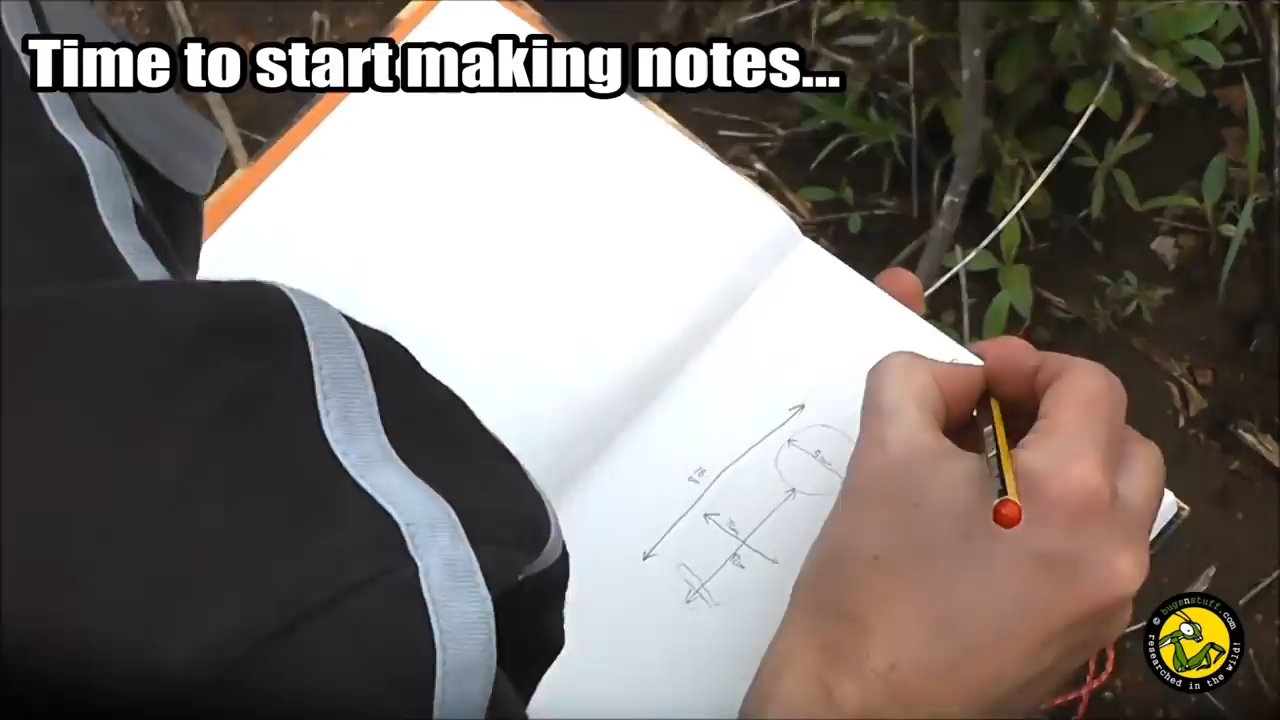 Time to start making notes...
© bugsnstuff.com
researched in the wild!